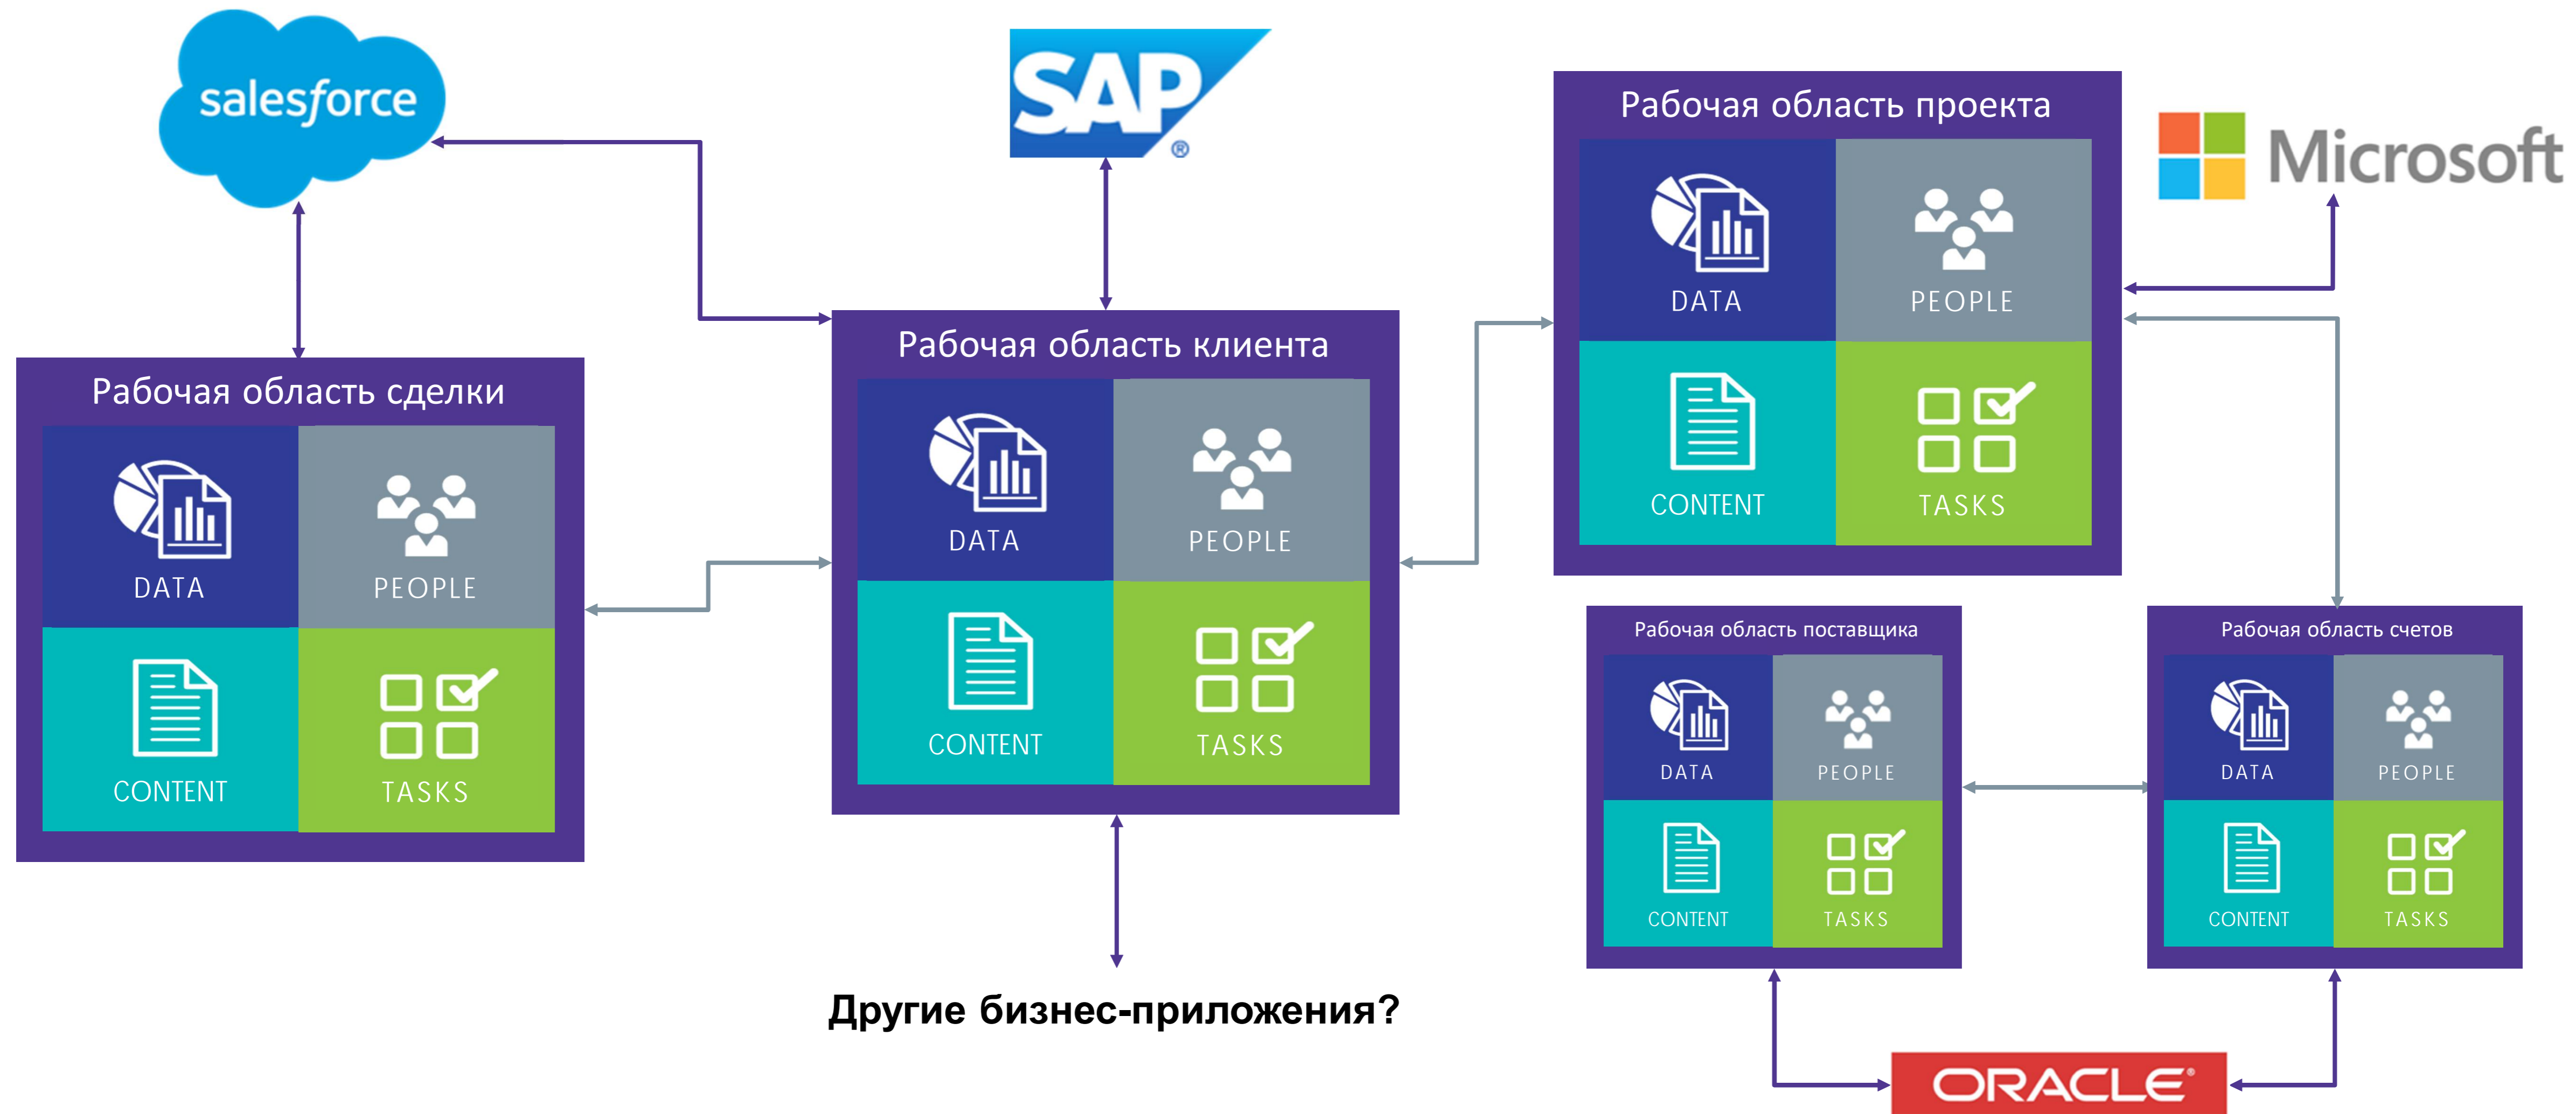 salesforce
SAP
®
Рабочая область проекта
DATA
PEOPLE
CONTENT
TASKS
Microsoft
Рабочая область клиента
DATA
PEOPLE
CONTENT
TASKS
Рабочая область сделки
DATA
PEOPLE
CONTENT
TASKS
Рабочая область поставщика
DATA
PEOPLE
CONTENT
TASKS
Рабочая область счетов
DATA
PEOPLE
CONTENT
TASKS
Другие бизнес-приложения?
ORACLE®